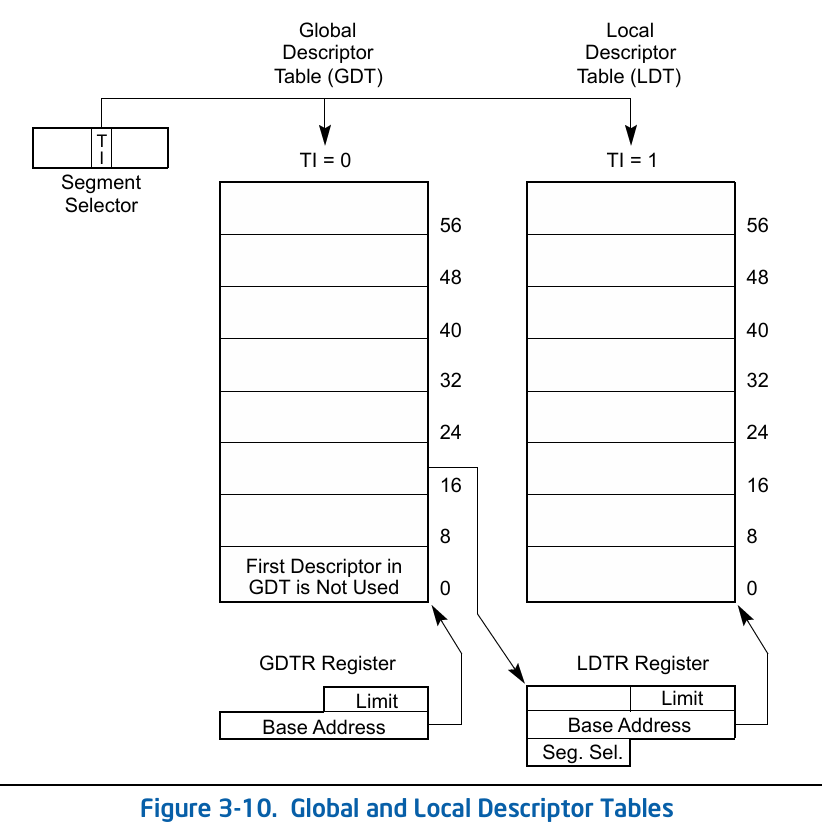 Global
Descriptor
Table (GDT)
Local
Descriptor
Table (LDT)
T
I
Segment
Selector
TI = 0
TI = 1
56
48
40
32
24
16
8
0
First Descriptor in
GDT is Not Used
56
48
40
32
24
16
8
0
GDTR Register
Limit
Base Address
LDTR Register
Limit
Base Address
Seg. Sel.
Figure 3-10. Global and Local Descriptor Tables